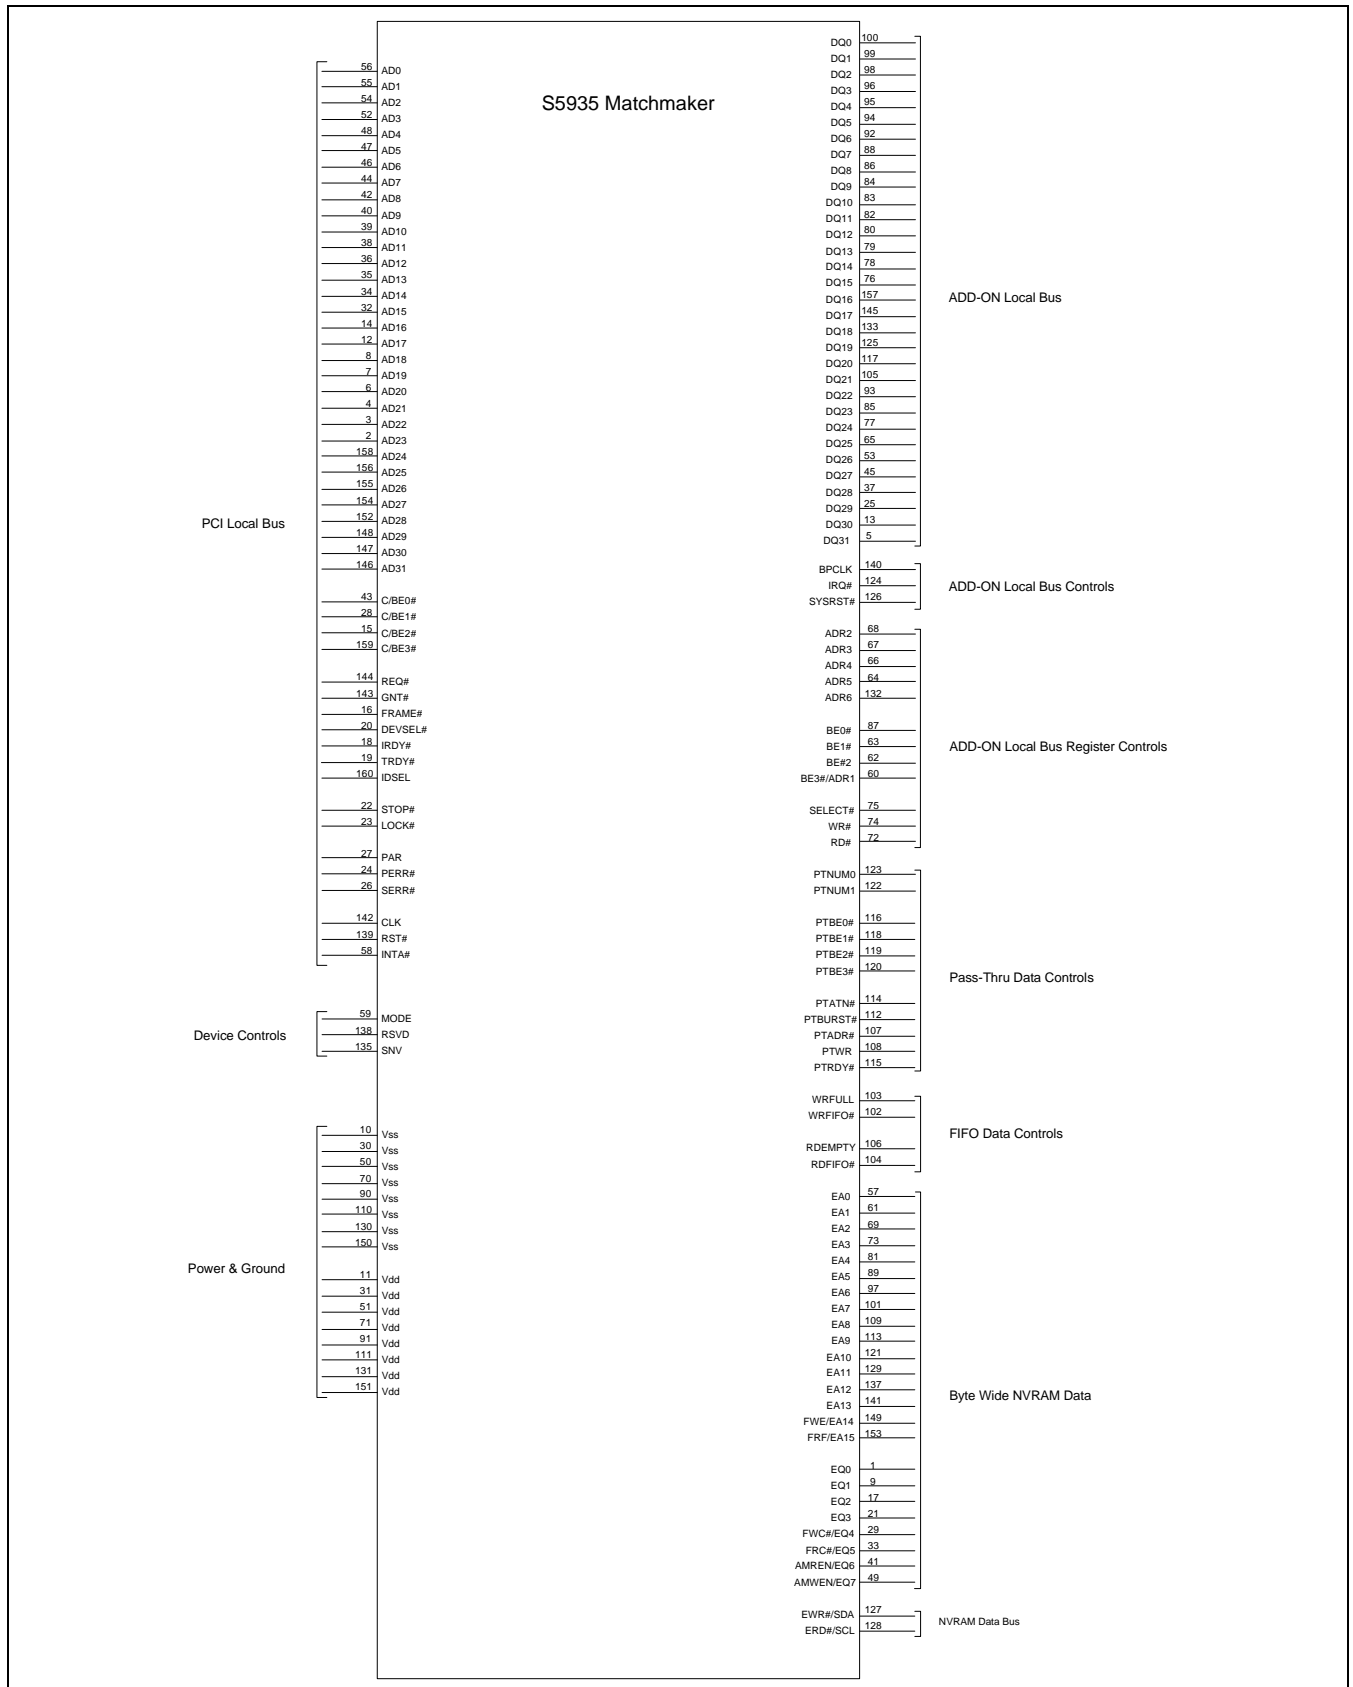 S5935 Matchmaker
PCI Local Bus
56 AD0
55 AD1
54 AD2
52 AD3
48 AD4
47 AD5
46 AD6
44 AD7
42 AD8
40 AD9
39 AD10
38 AD11
36 AD12
35 AD13
34 AD14
32 AD15
14 AD16
12 AD17
8 AD18
7 AD19
6 AD20
4 AD21
3 AD22
2 AD23
158 AD24
156 AD25
155 AD26
154 AD27
152 AD28
148 AD29
147 AD30
146 AD31
43 C/BE0#
28 C/BE1#
15 C/BE2#
159 C/BE3#
144 REQ#
143 GNT#
16 FRAME#
20 DEVSEL#
18 IRDY#
19 TRDY#
160 IDSEL
22 STOP#
23 LOCK#
27 PAR
24 PERR#
26 SERR#
142 CLK
139 RST#
58 INTA#
Device Controls
59 MODE
138 RSVD
135 SNV
Power & Ground
10 Vss
30 Vss
50 Vss
70 Vss
90 Vss
110 Vss
130 Vss
150 Vss
11 Vdd
31 Vdd
51 Vdd
71 Vdd
91 Vdd
111 Vdd
131 Vdd
151 Vdd
DQ0 100
DQ1 99
DQ2 98
DQ3 96
DQ4 95
DQ5 94
DQ6 92
DQ7 88
DQ8 86
DQ9 84
DQ10 83
DQ11 82
DQ12 80
DQ13 79
DQ14 78
DQ15 76
DQ16 157
DQ17 145
DQ18 133
DQ19 125
DQ20 117
DQ21 105
DQ22 93
DQ23 85
DQ24 77
DQ25 65
DQ26 53
DQ27 45
DQ28 37
DQ29 25
DQ30 13
DQ31 5
ADD-ON Local Bus
BPCLK 140
IRQ# 124
SYSRST# 126
ADD-ON Local Bus Controls
ADR2 68
ADR3 67
ADR4 66
ADR5 64
ADR6 132
BE0# 87
BE1# 63
BE#2 62
BE3#/ADR1 60
SELECT# 75
WR# 74
RD# 72
ADD-ON Local Bus Register Controls
PTNUM0 123
PTNUM1 122
PTBE0# 116
PTBE1# 118
PTBE2# 119
PTBE3# 120
PTATN# 114
PTBURST# 112
PTADR# 107
PTWR 108
PTRDY# 115
Pass-Thru Data Controls
WRFULL 103
WRFIFO# 102
RDEMPTY 106
RDFIFO# 104
FIFO Data Controls
EA0 57
EA1 61
EA2 69
EA3 73
EA4 81
EA5 89
EA6 97
EA7 101
EA8 109
EA9 113
EA10 121
EA11 129
EA12 137
EA13 141
FWE/EA14 149
FRF/EA15 153
EQ0 1
EQ1 9
EQ2 17
EQ3 21
FWC#/EQ4 29
FRC#/EQ5 33
AMREN/EQ6 41
AMWEN/EQ7 49
Byte Wide NVRAM Data
EWR#/SDA 127
ERD#/SCL 128
NVRAM Data Bus